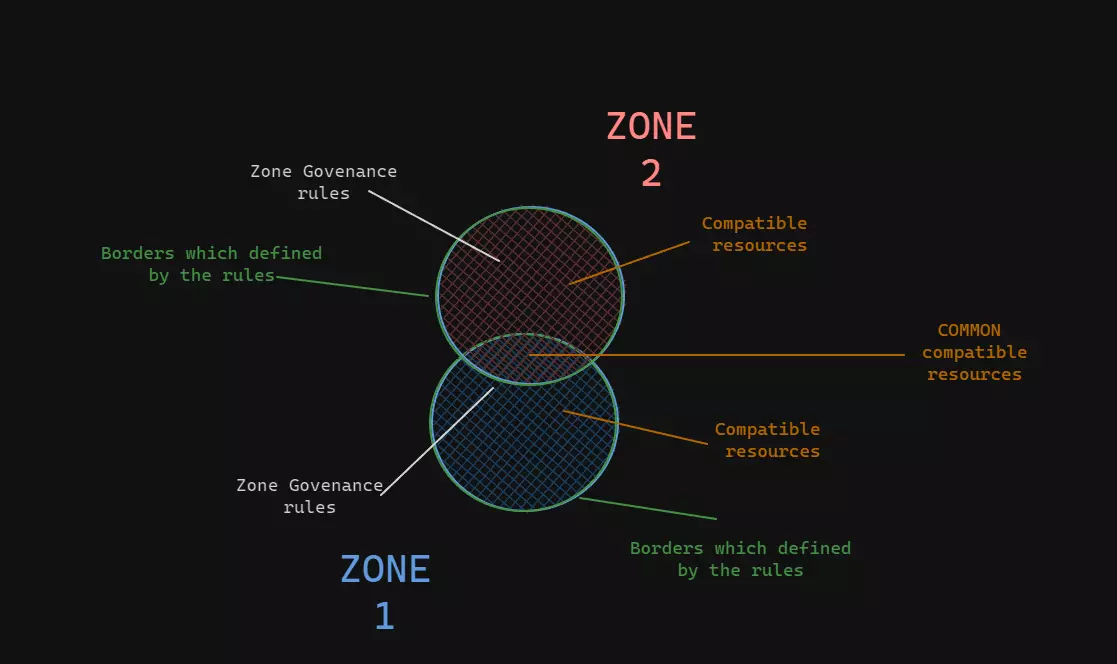 ZONE
2
Zone Govenance
rules
Compatible
resources
Borders which defined
by the rules
COMMON
compatible
resources
Compatible
resources
Zone Govenance
rules
Borders which defined
by the rules
ZONE
1